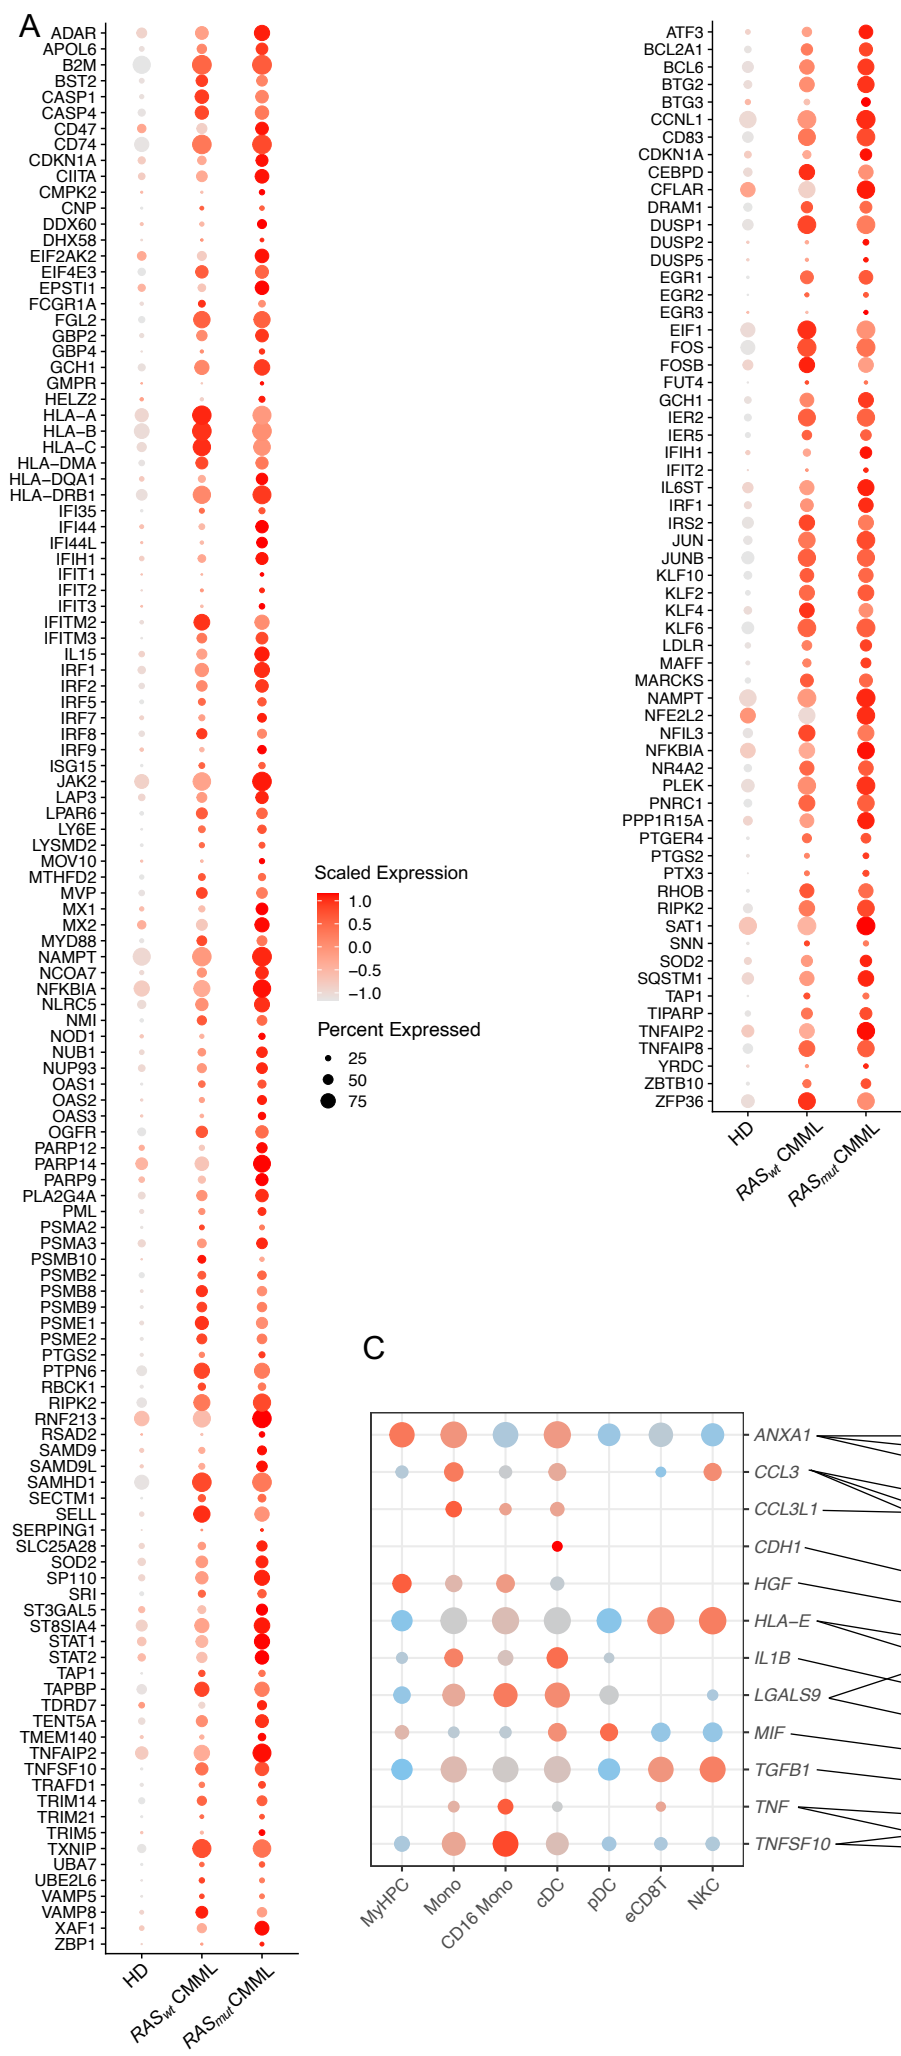 A
ADAR
APOL6
B2M
BST2
CASP1
CASP4
CD47
CD74
CDKN1A
CIITA
CMPK2
CNP
DDX60
DHX58
EIF2AK2
EIF4E3
EPSTI1
FCGR1A
FGL2
GBP2
GBP4
GCH1
GMPR
HELZ2
HLA−A
HLA−B
HLA−C
HLA−DMA
HLA−DQA1
HLA−DRB1
IFI35
IFI44
IFI44L
IFIH1
IFIT1
IFIT2
IFIT3
IFITM2
IFITM3
IL15
IRF1
IRF2
IRF5
IRF7
IRF8
IRF9
ISG15
JAK2
LAP3
LPAR6
LY6E
LYSMD2
MOV10
MTHFD2
MVP
MX1
MX2
MYD88
NAMPT
NCOA7
NFKBIA
NLRC5
NMI
NOD1
NUB1
NUP93
OAS1
OAS2
OAS3
OGFR
PARP12
PARP14
PARP9
PLA2G4A
PML
PSMA2
PSMA3
PSMB10
PSMB2
PSMB8
PSMB9
PSME1
PSME2
PTGS2
PTPN6
RBCK1
RIPK2
RNF213
RSAD2
SAMD9
SAMD9L
SAMHD1
SECTM1
SELL
SERPING1
SLC25A28
SOD2
SP110
SRI
ST3GAL5
ST8SIA4
STAT1
STAT2
TAP1
TAPBP
TDRD7
TENT5A
TMEM140
TNFAIP2
TNFSF10
TRAFD1
TRIM14
TRIM21
TRIM5
TXNIP
UBA7
UBE2L6
VAMP5
VAMP8
XAF1
ZBP1
HD
RASwt CMML
RASmut CMML
Scaled Expression
1.0
0.5
0.0
−0.5
−1.0
Percent Expressed
25
50
75
ATF3
BCL2A1
BCL6
BTG2
BTG3
CCNL1
CD83
CDKN1A
CEBPD
CFLAR
DRAM1
DUSP1
DUSP2
DUSP5
EGR1
EGR2
EGR3
EIF1
FOS
FOSB
FUT4
GCH1
IER2
IER5
IFIH1
IFIT2
IL6ST
IRF1
IRS2
JUN
JUNB
KLF10
KLF2
KLF4
KLF6
LDLR
MAFF
MARCKS
NAMPT
NFE2L2
NFIL3
NFKBIA
NR4A2
PLEK
PNRC1
PPP1R15A
PTGER4
PTGS2
PTX3
RHOB
RIPK2
SAT1
SNN
SOD2
SQSTM1
TAP1
TIPARP
TNFAIP2
TNFAIP8
YRDC
ZBTB10
ZFP36
HD
RASwt CMML
RASmut CMML
C
ANXA1
CCL3
CCL3L1
CDH1
HGF
HLA−E
IL1B
LGALS9
MIF
TGFB1
TNF
TNFSF10
MyHPC
Mono
CD16 Mono
cDC
pDC
eCD8T
NKC